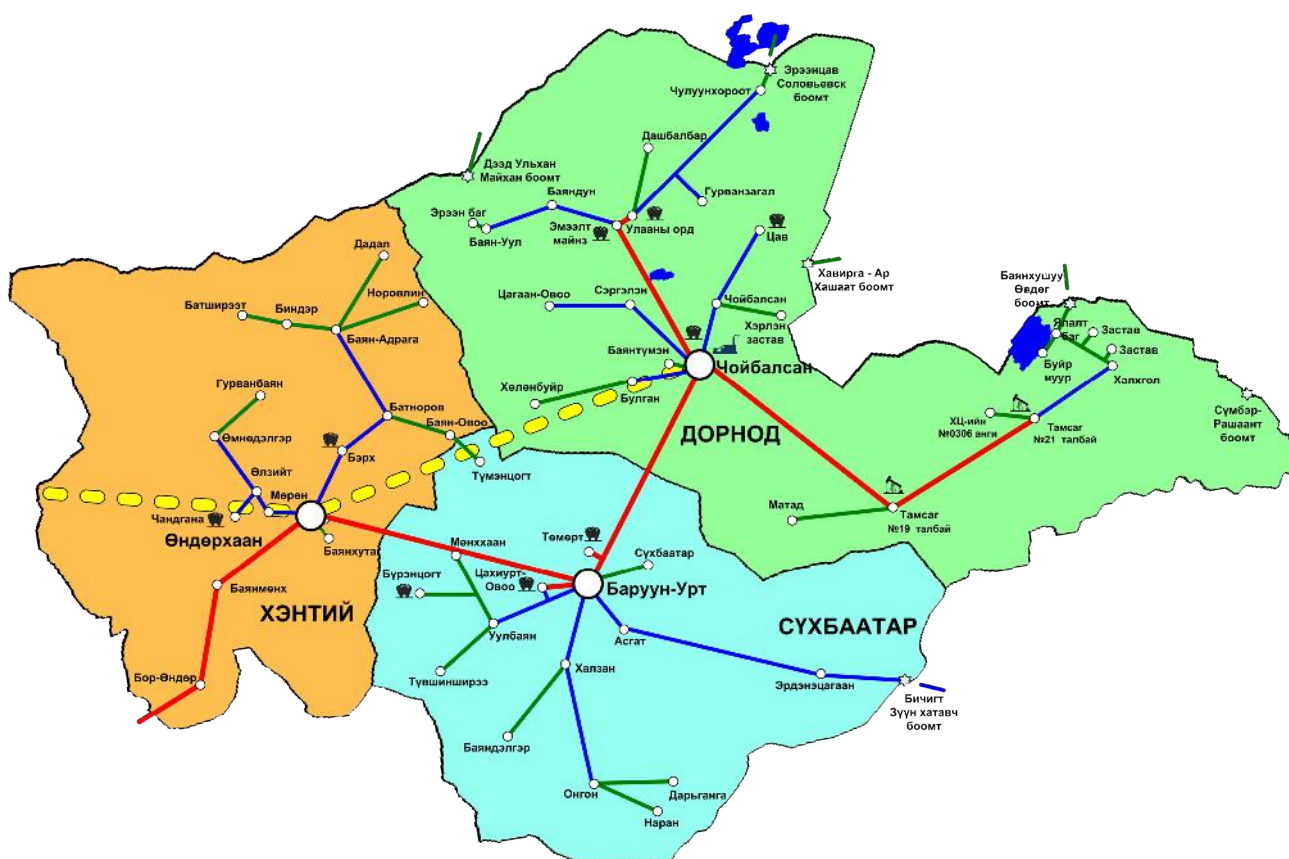 Эрээнцав
Соловьевск
боомт
Чулуунхороот
Дашбалбар
Дээд Ульхан
Майхан боомт
Баяндун
Гурванзагал
Эрээн баг
Баян-Уул
Эмээлт
майнз
Улааны орд
Цав
Дадал
Норовлин
Хавирга - Ар
Хашаат боомт
Баянхушуу
Өвдөг
боомт
Батширээт
Биндэр
Баян-Адрага
Цагаан-Овоо
Сэргэлэн
Чойбалсан
Хэрлэн
застав
Ялалт
баг
Застав
Застав
Буйр
нуур
Халхгол
Баянтүмэн
Чойбалсан
Гурванбаян
Хөлөнбуйр
Булган
Сүмбэр-
Рашаант
боомт
Батноров
Баян-Овоо
ХЦ-ийн
№0306 анги
Тамсаг
№21 талбай
Өмнөдэлгэр
ДОРНОД
Бэрх
Түмэнцогт
Өлзийт
Мөрөн
Чандгана
Өндөрхаан
Матад
Тамсаг
№19 талбай
Баянхутаг
Мөнххаан
Төмөрт
Сүхбаатар
Бүрэнцогт
Цахиурт-
Овоо
Баруун-Урт
Баянмөнх
ХЭНТИЙ
Уулбаян
Асгат
СҮХБААТАР
Түвшинширээ
Халзан
Бор-Өндөр
Эрдэнэцагаан
Бичигт
Зүүн хатавч
боомт
Баяндэлгэр
Онгон
Дарьганга
Наран